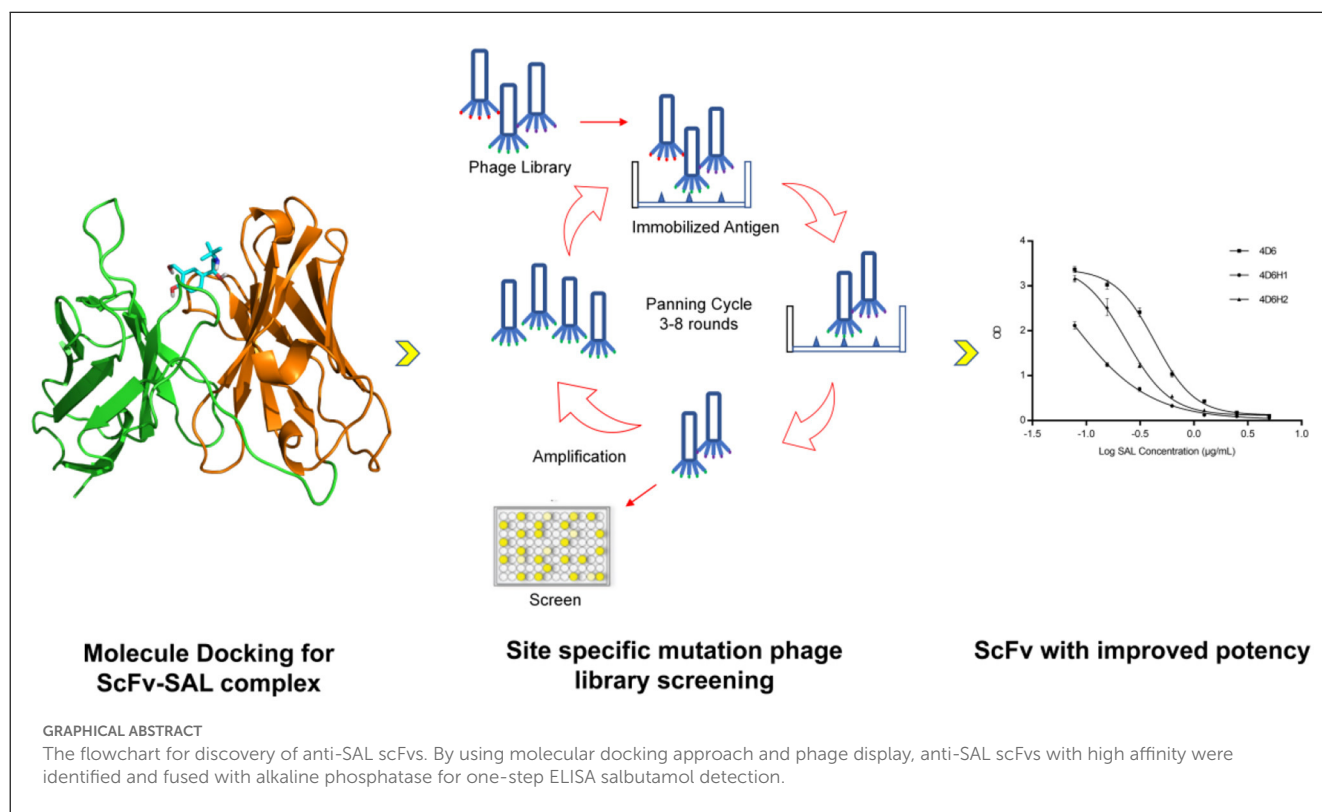 Phage Library
Immobilized Antigen
Panning Cycle
3-8 rounds
Amplification
Screen
4
3
2
1
0
OD
-1.5
-1.0
-0.5
0.0
0.5
1.0
Log SAL Concentration (µg/mL)
4D6
4D6H1
4D6H2
Molecule Docking for
ScFv-SAL complex
Site specific mutation phage
library screening
ScFv with improved potency
GRAPHICAL ABSTRACT
The flowchart for discovery of anti-SAL scFvs. By using molecular docking approach and phage display, anti-SAL scFvs with high affinity were
identified and fused with alkaline phosphatase for one-step ELISA salbutamol detection.